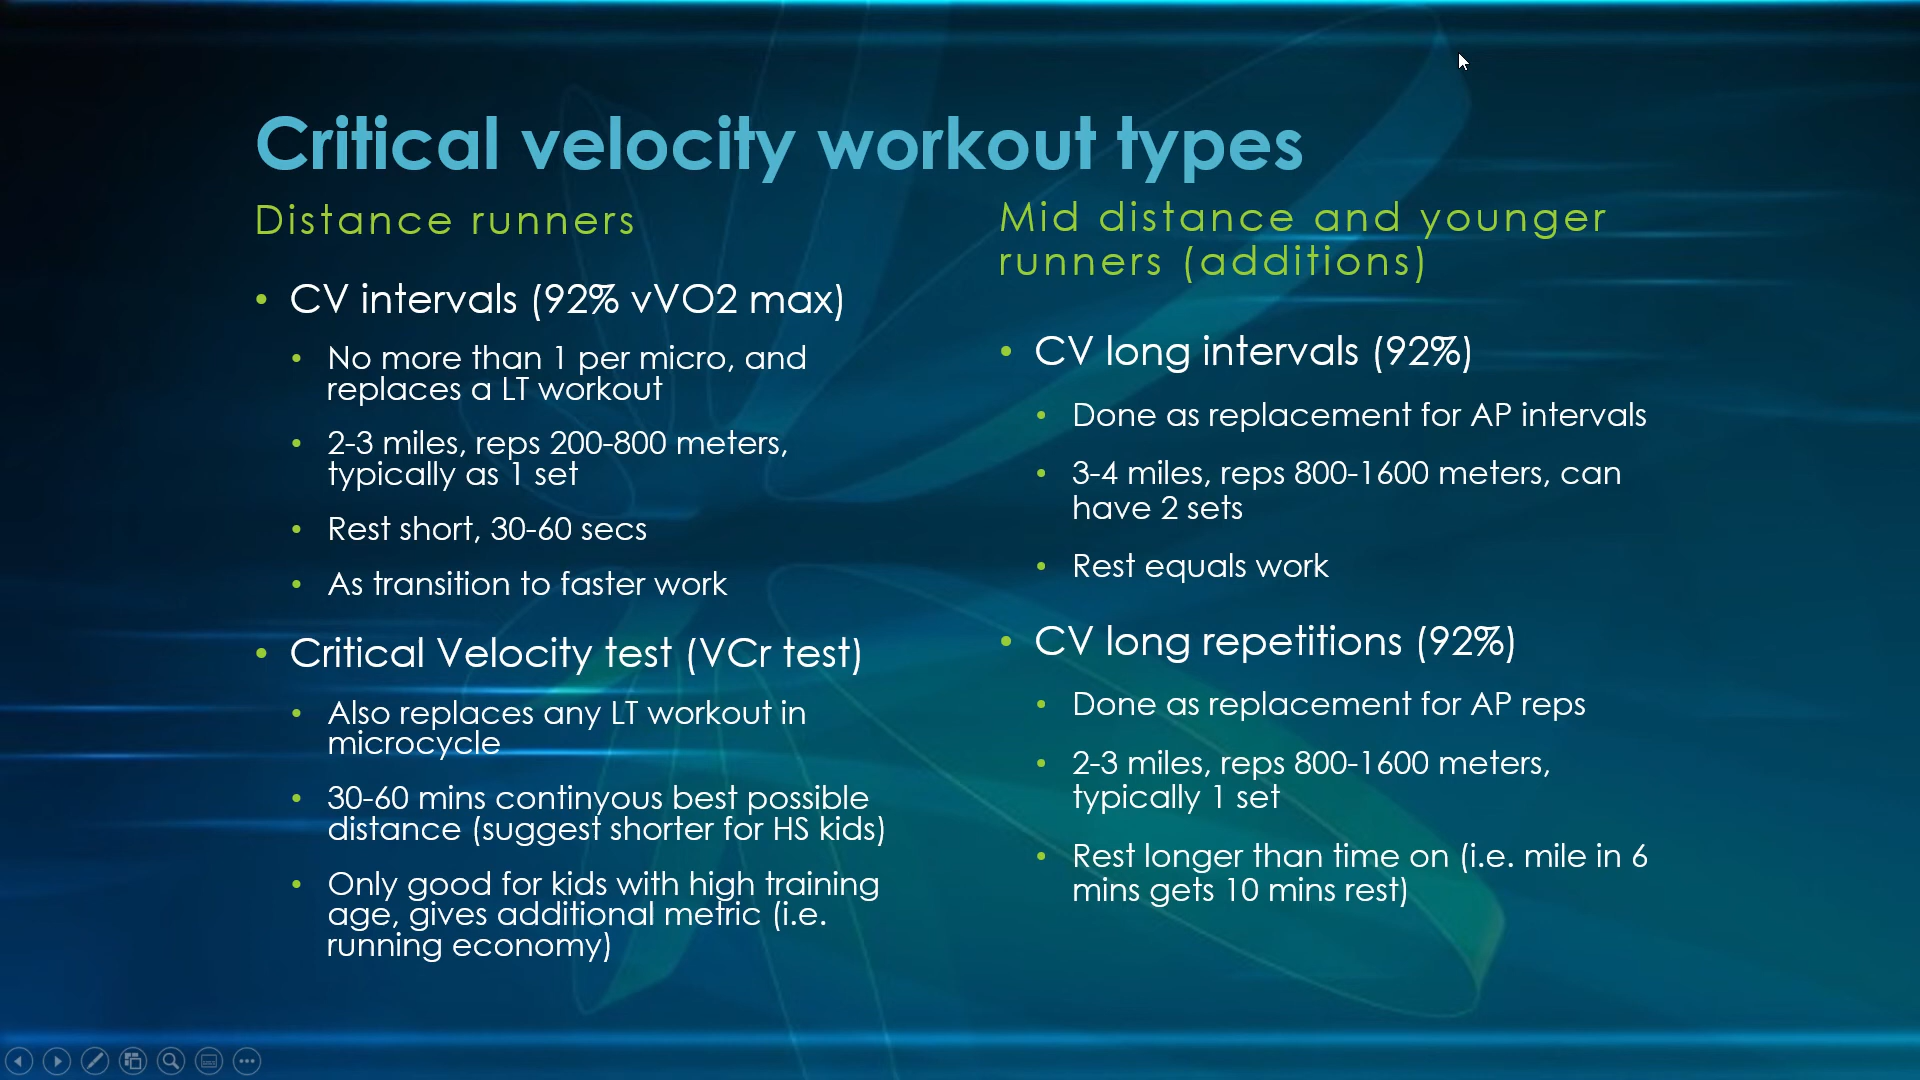 Critical velocity workout types
Distance runners
• CV intervals (92% vVO2 max)
• No more than 1 per micro, and
replaces a LT workout
• 2-3 miles, reps 200-800 meters,
typically as 1 set
• Rest short, 30-60 secs
• As transition to faster work
• Critical Velocity test (VCr test)
• Also replaces any LT workout in
microcycle
• 30-60 mins continyous best possible
distance (suggest shorter for HS kids)
• Only good for kids with high training
age, gives additional metric (i.e.
running economy)
Mid distance and younger
runners (additions)
• CV long intervals (92%)
• Done as replacement for AP intervals
• 3-4 miles, reps 800-1600 meters, can
have 2 sets
• Rest equals work
• CV long repetitions (92%)
• Done as replacement for AP reps
• 2-3 miles, reps 800-1600 meters,
typically 1 set
• Rest longer than time on (i.e. mile in 6
mins gets 10 mins rest)